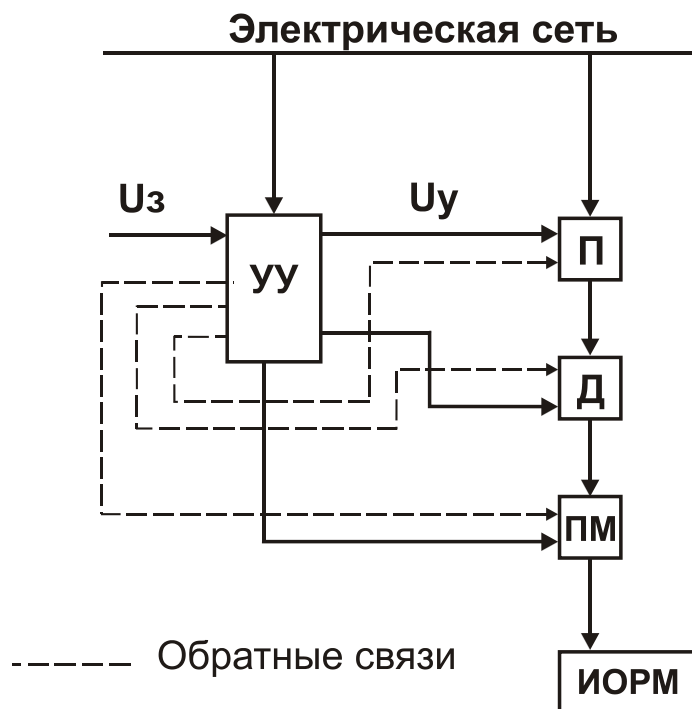 Электрическая сеть
Uз
Uу
УУ
П
Д
ПМ
ИОРМ
Обратные связи